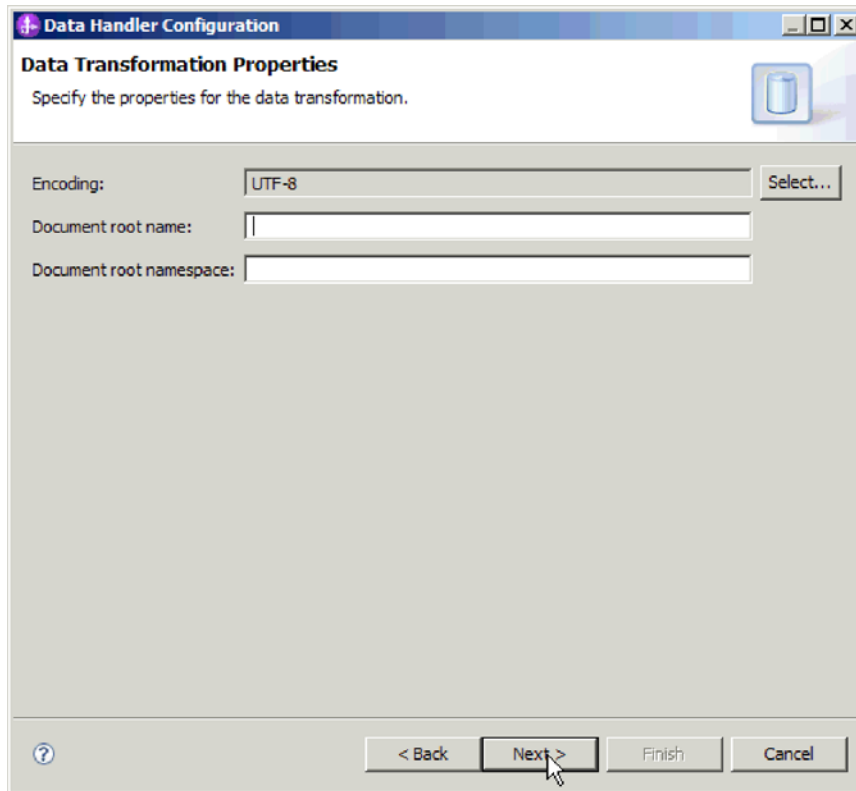 Data Handler Configuration
Data Transformation Properties
Specify the properties for the data transformation.
Encoding: UTF-8 Select...
Document root name:
Document root namespace:
? < Back Next > Finish Cancel